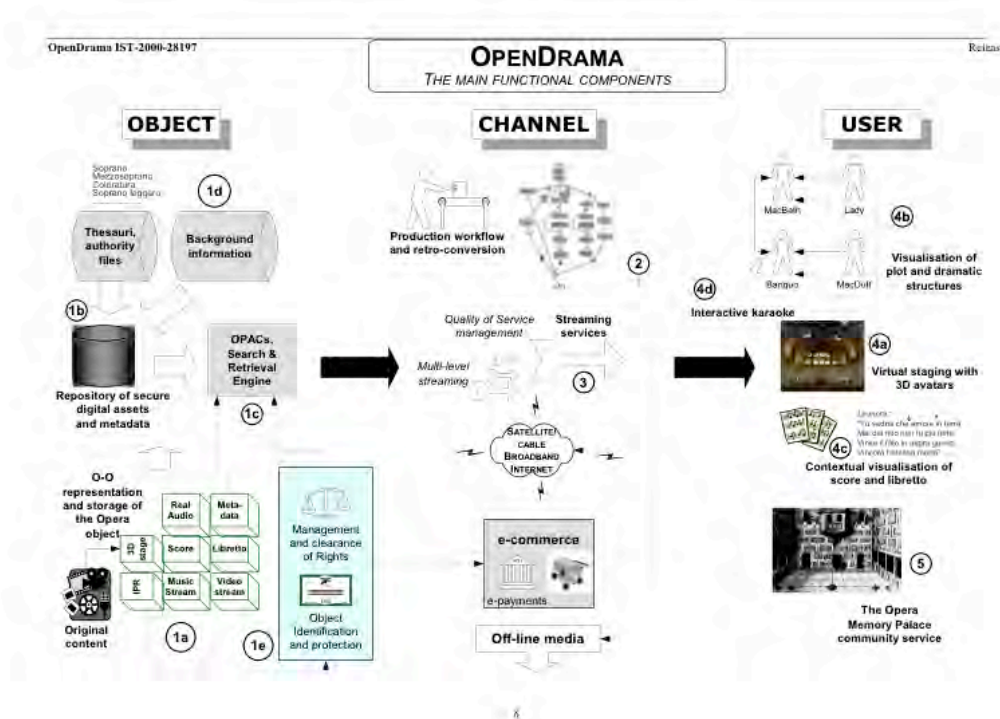 OpenDrama IST-2000-28197
OPENDRAMA
THE MAIN FUNCTIONAL COMPONENTS
OBJECT
Soprano
Mezzosoprano
Coloratura
Soprano leggero
1d
Thesauri,
authority
files
Background
information
1b
Repository of secure
digital assets
and metadata
OPACs,
Search &
Retrieval
Engine
1c
O-O
representation
and storage of
the Opera
object
Real
Audio
Meta-
data
3D
stage
Score
Libretto
IPR
Music
Stream
Video
stream
Original
content
1a
Management
and clearance
of Rights
Object
Identification
and protection
1e
CHANNEL
Production workflow
and retro-conversion
2
Quality of Service
management
Streaming
services
Multi-level
streaming
3
SATELLITE/
CABLE
BROADBAND
INTERNET
e-commerce
e-payments
Off-line media
USER
MacBeth
Lady
4b
Banquo
MacDuff
Visualisation of
plot and dramatic
structures
4d
Interactive karaoke
4a
Virtual staging with
3D avatars
4c
Contextual visualisation of
score and libretto
5
The Opera
Memory Palace
community service